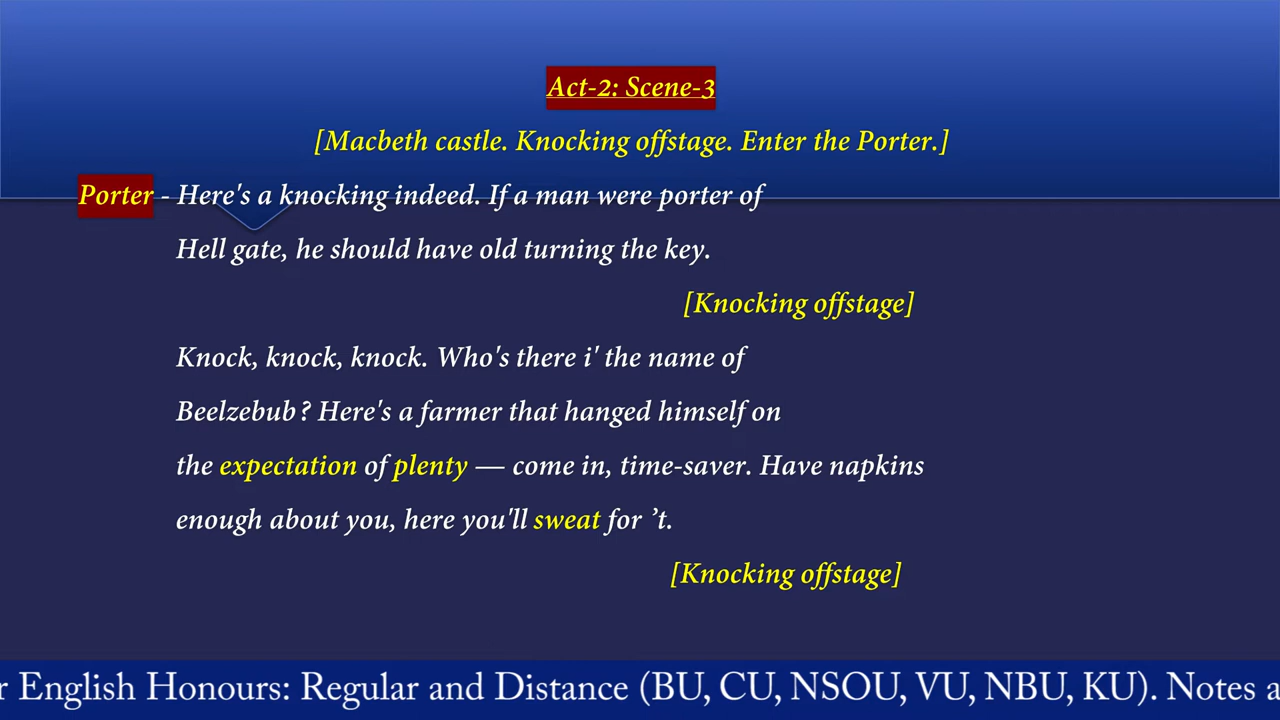 Act-2: Scene-3
[Macbeth castle. Knocking offstage. Enter the Porter.]
Porter - Here's a knocking indeed. If a man were porter of
Hell gate, he should have old turning the key.
[Knocking offstage]
Knock, knock, knock. Who's there i' the name of
Beelzebub? Here's a farmer that hanged himself on
the expectation of plenty — come in, time-saver. Have napkins
enough about you, here you'll sweat for ’t.
[Knocking offstage]
r English Honours: Regular and Distance (BU, CU, NSOU, VU, NBU, KU). Notes a